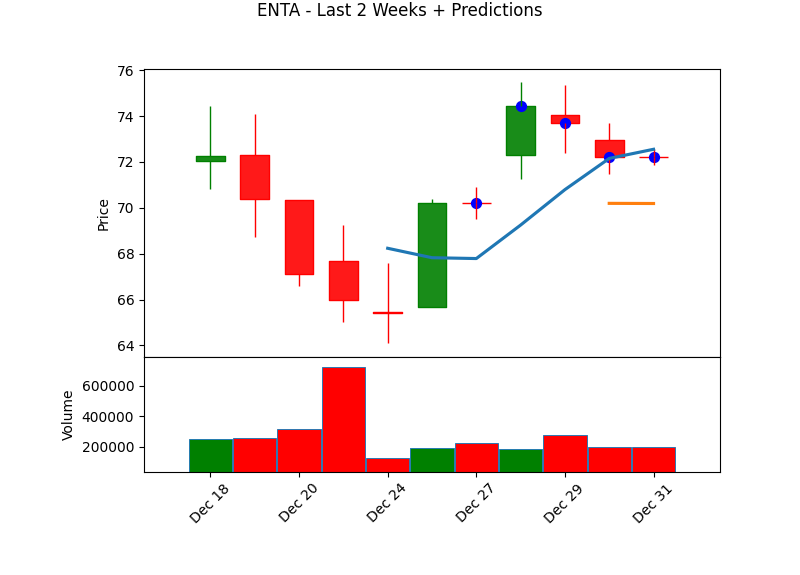 ENTA - Last 2 Weeks + Predictions
76
74
72
70
68
66
64
Price
600000
400000
200000
Volume
Dec 18
Dec 20
Dec 24
Dec 27
Dec 29
Dec 31